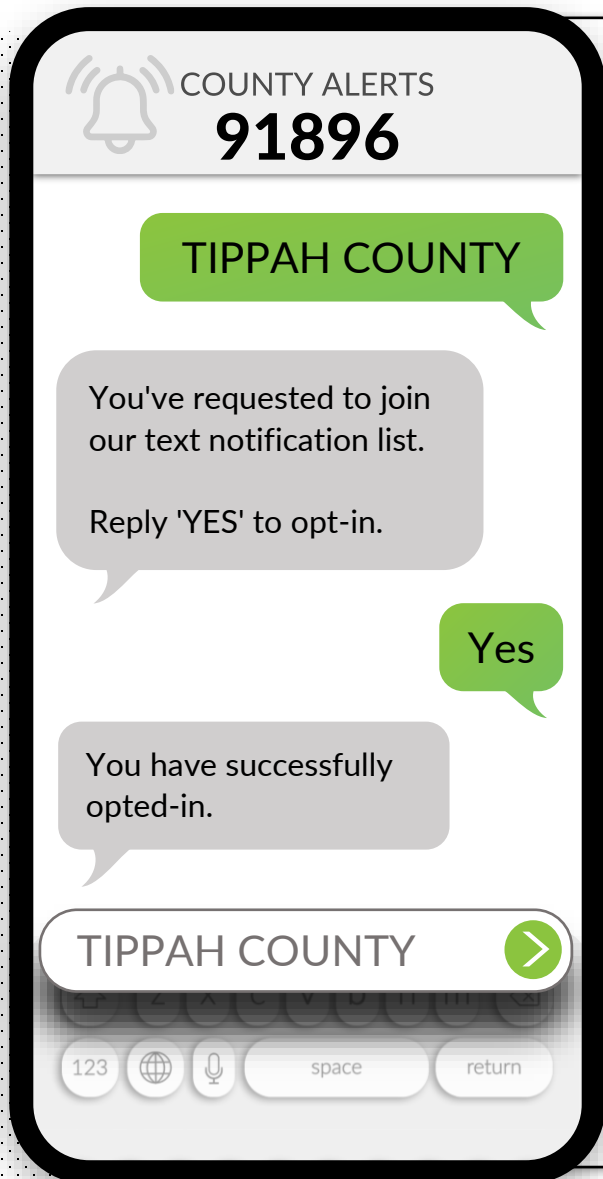 COUNTY ALERTS
91896
TIPPAH COUNTY
You've requested to join
our text notification list.
Reply 'YES' to opt-in.
Yes
You have successfully
opted-in.
TIPPAH COUNTY
z x c v b n m
123 space return